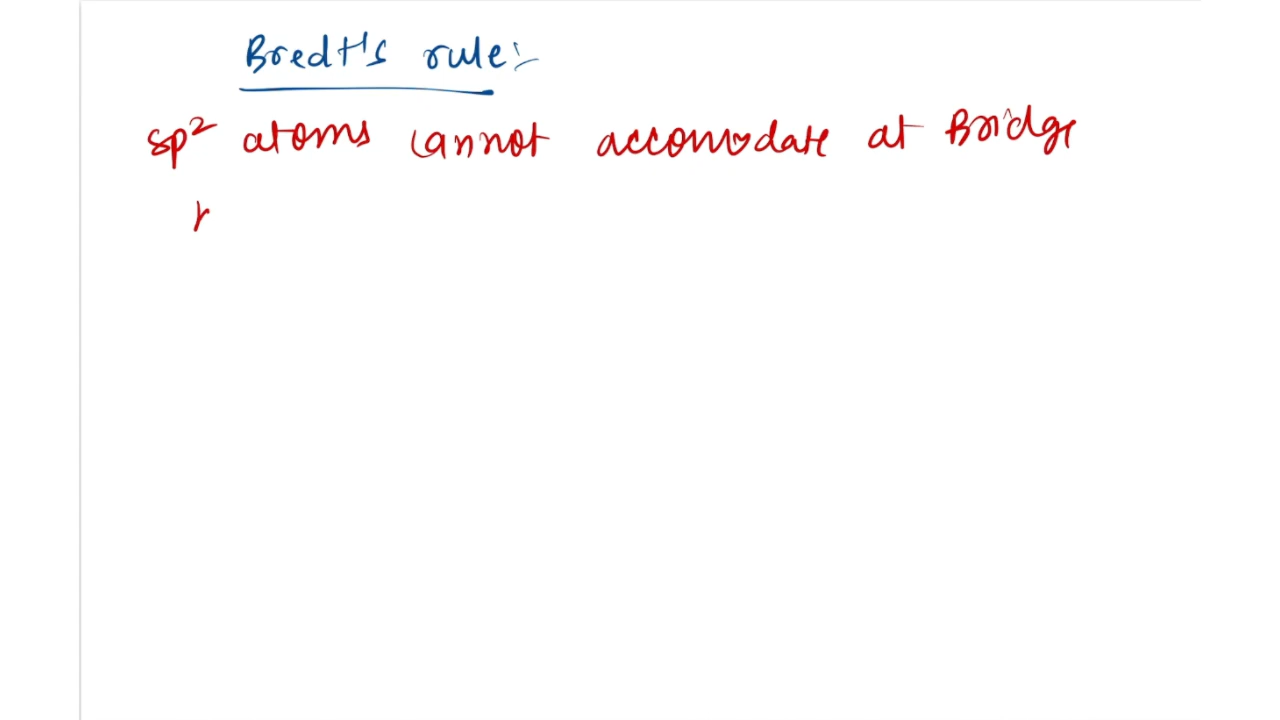 Bredt's rule:-
sp² atoms cannot accomodate at Bridge